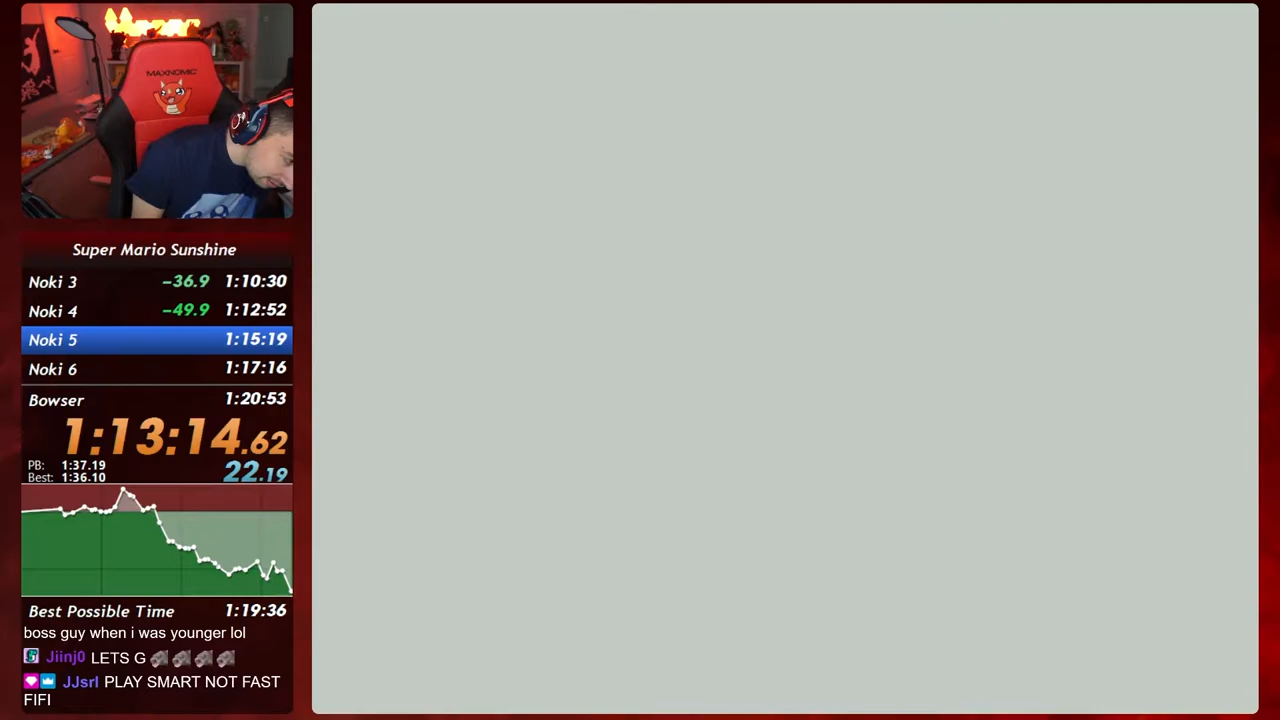 MAXNOMIC
Super Mario Sunshine
Noki 3 -36.9 1:10:30
Noki 4 -49.9 1:12:52
Noki 5 1:15:19
Noki 6 1:17:16
Bowser 1:20:53
1:13:14.62
PB: 1:37.19
Best: 1:36.10
22.19
Best Possible Time 1:19:36
boss guy when i was younger lol
Jiinj0 LETS G
JJsrl PLAY SMART NOT FAST
FIFI